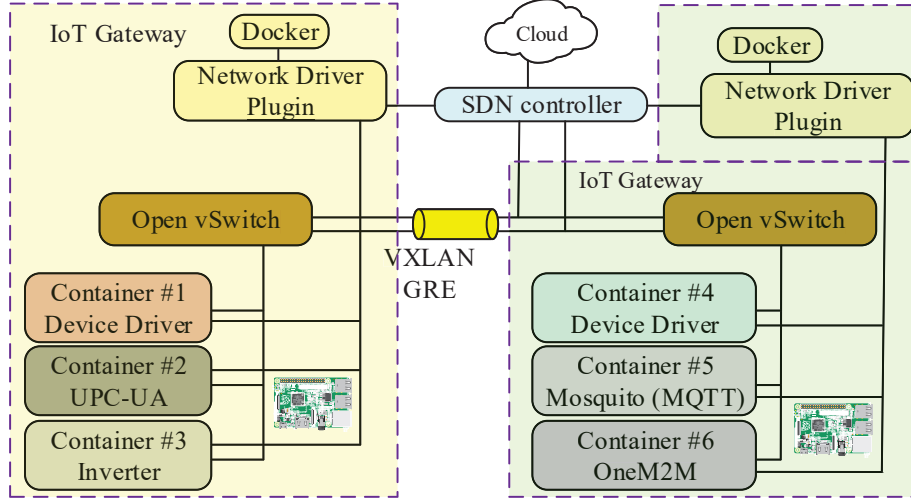 IoT Gateway
Docker
Network Driver
Plugin
Cloud
SDN controller
Docker
Network Driver
Plugin
IoT Gateway
Open vSwitch
Open vSwitch
VXLAN
GRE
Container #1
Device Driver
Container #2
UPC-UA
Container #3
Inverter
Container #4
Device Driver
Container #5
Mosquito (MQTT)
Container #6
OneM2M